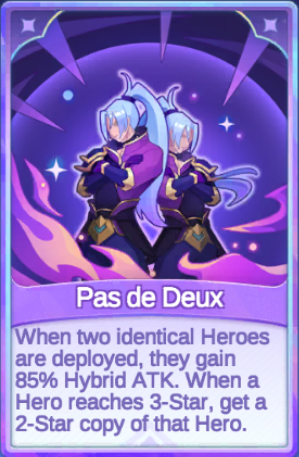 Pas de Deux
When two identical Heroes
are deployed, they gain
85% Hybrid ATK. When a
Hero reaches 3-Star, get a
2-Star copy of that Hero.